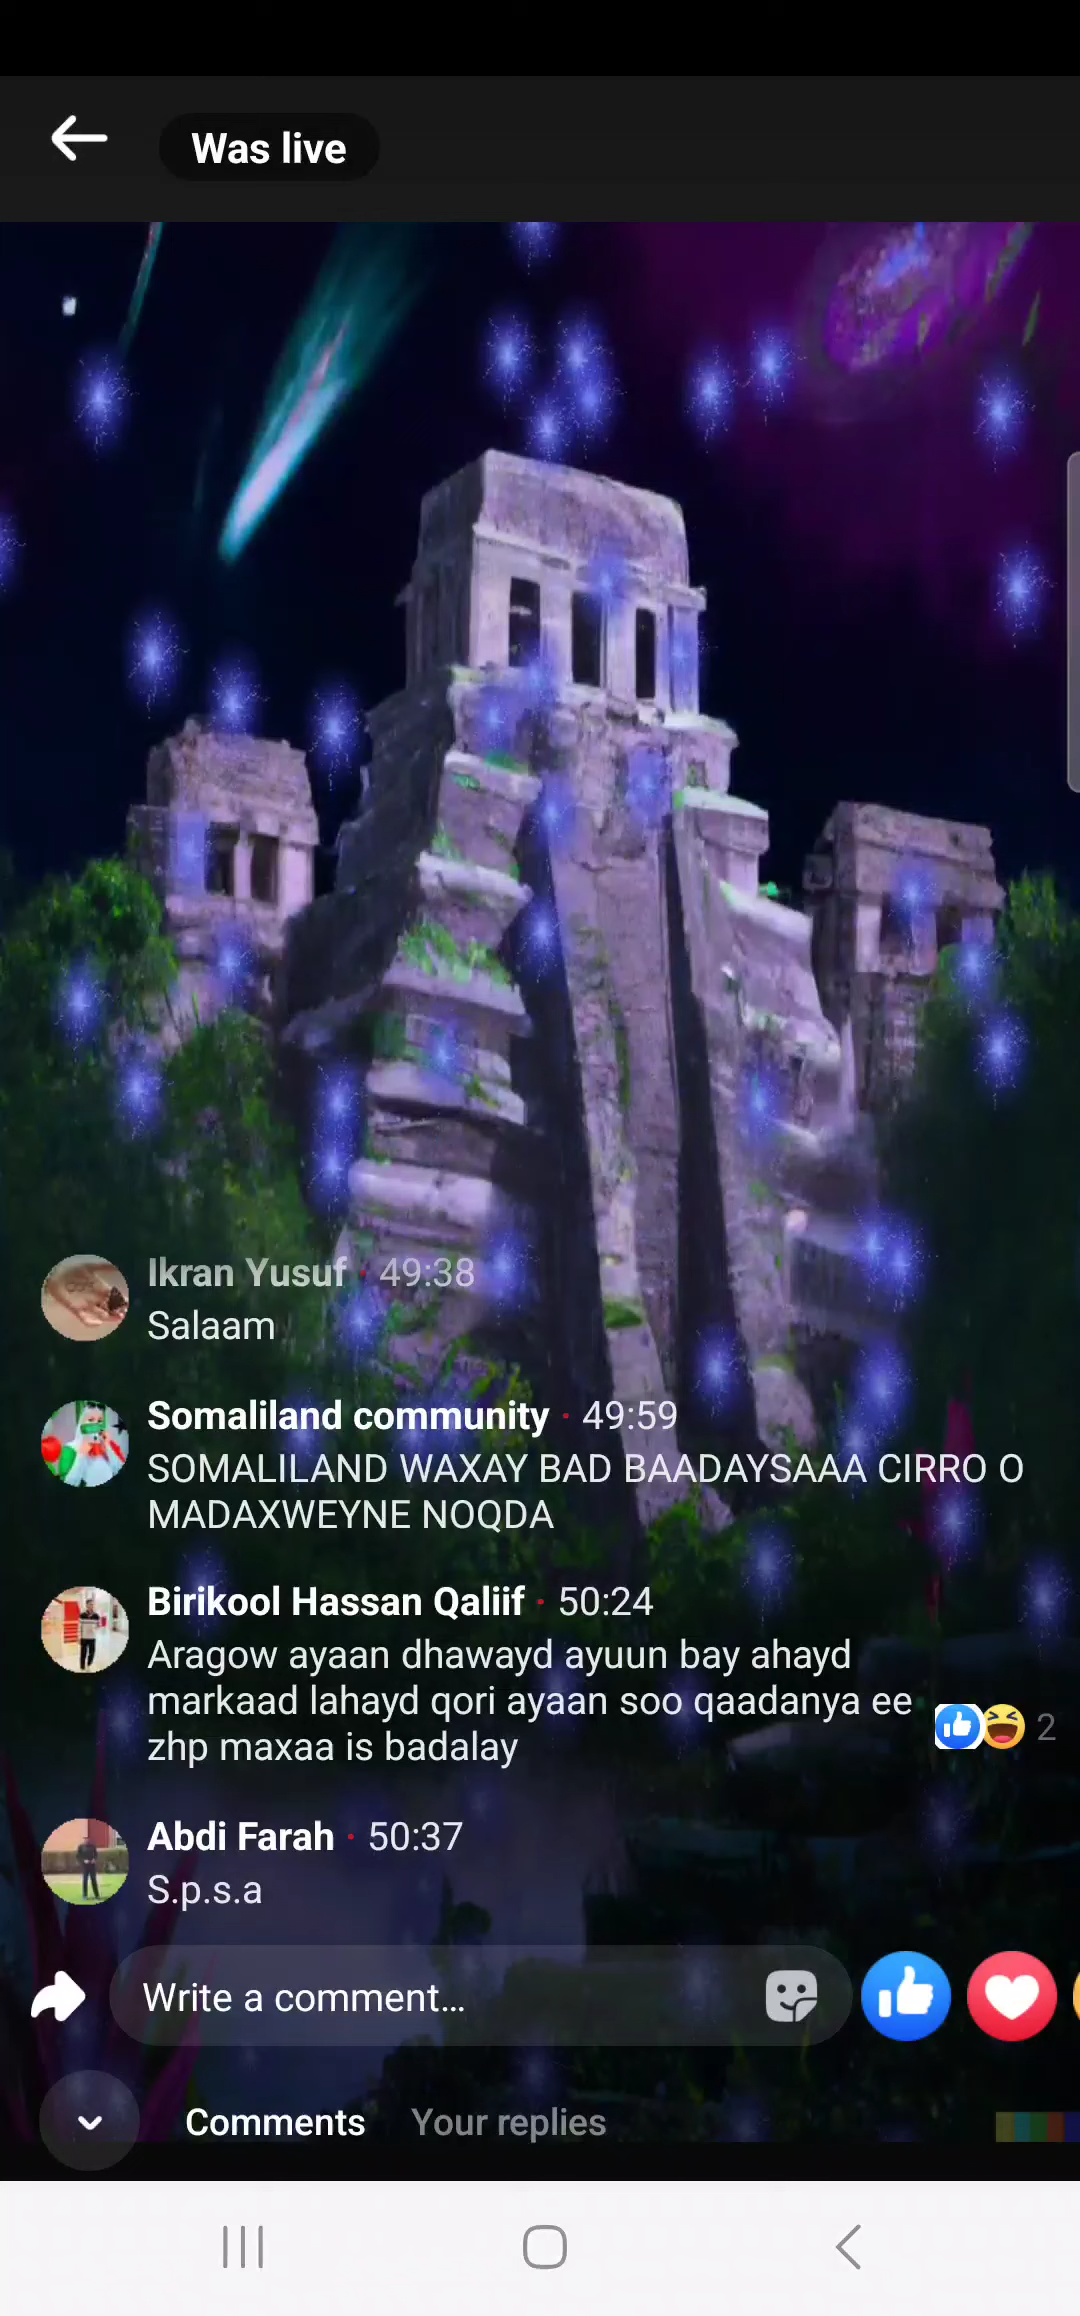 Was live
Ikran Yusuf · 49:38
Salaam
Somaliland community · 49:59
SOMALILAND WAXAY BAD BAADAYSAAA CIRRO O
MADAXWEYNE NOQDA
Birikool Hassan Qaliif · 50:24
Aragow ayaan dhawayd ayuun bay ahayd
markaad lahayd qori ayaan soo qaadanya ee
zhp maxaa is badalay
2
Abdi Farah · 50:37
S.p.s.a
Write a comment...
Comments Your replies